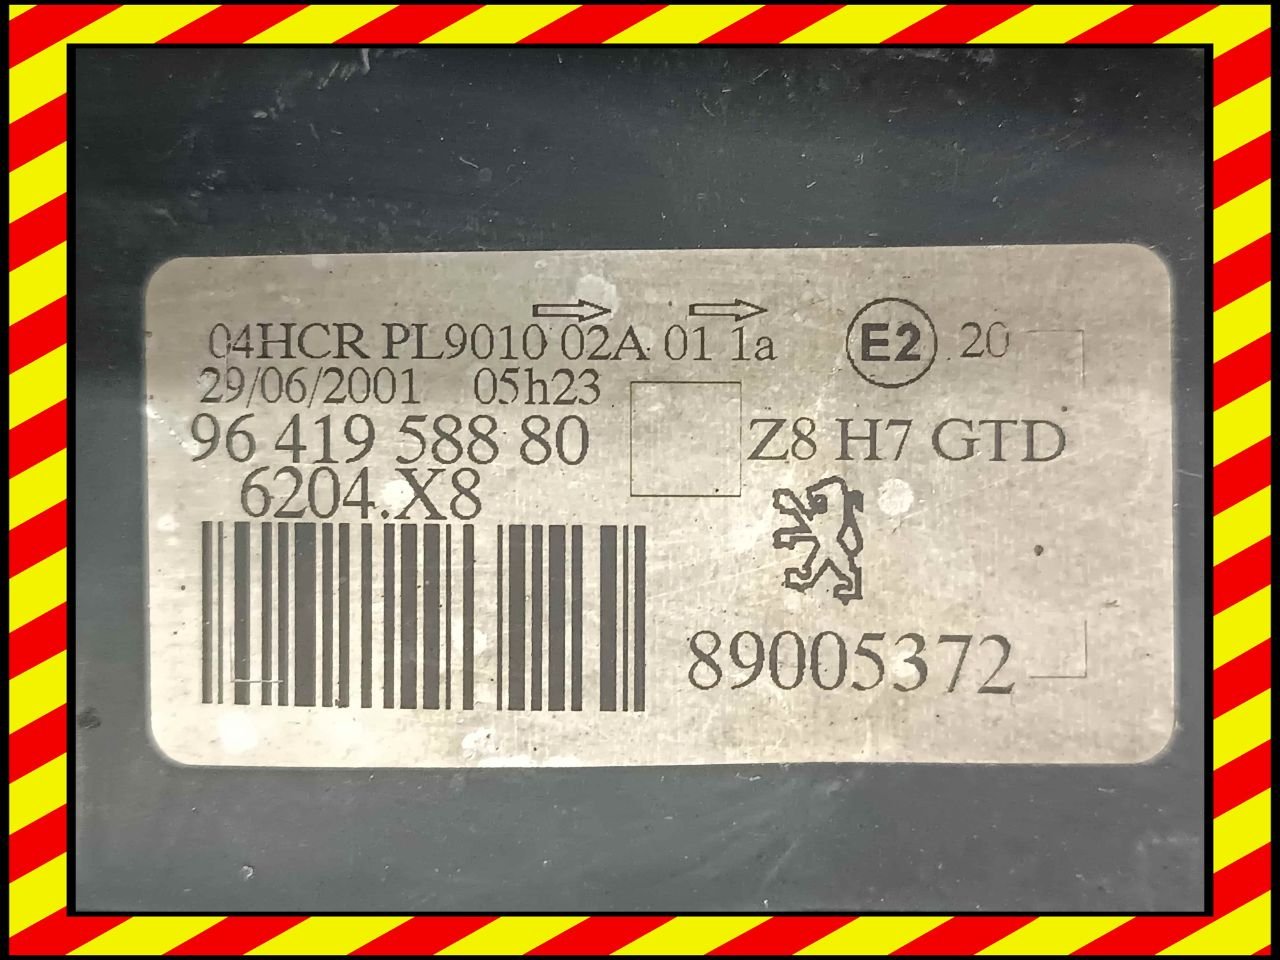 04HCR PL9010 02A 01 1a E2 20
29/06/2001 05h23
96 419 588 80 Z8 H7 GTD
6204.X8
89005372